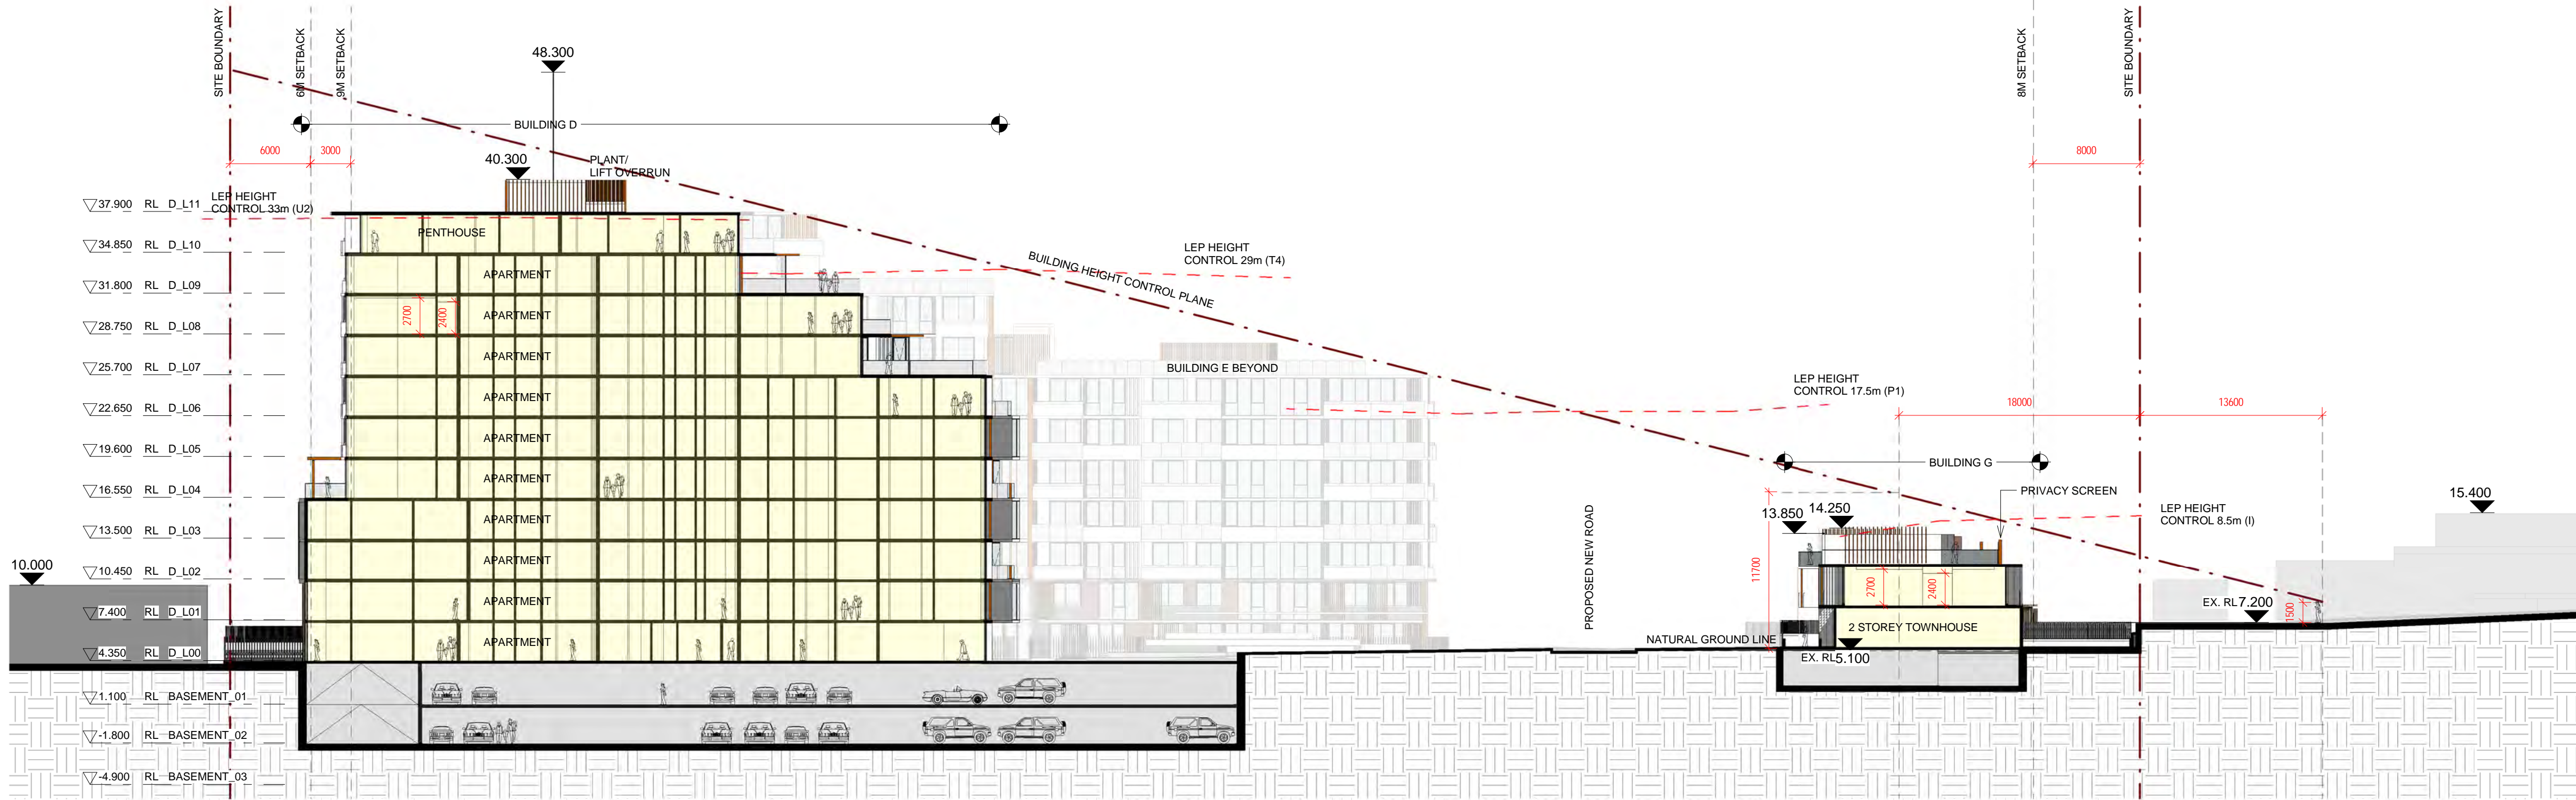 SITE BOUNDARY
6M SETBACK
9M SETBACK
48.300
8M SETBACK
SITE BOUNDARY
BUILDING D
6000
3000
8000
40.300
PLANT/
LIFT OVERRUN
LEP HEIGHT
CONTROL 33m (U2)
37.900 RL D_L11
PENTHOUSE
34.850 RL D_L10
LEP HEIGHT
CONTROL 29m (T4)
BUILDING HEIGHT CONTROL PLANE
APARTMENT
31.800 RL D_L09
2700
2400
APARTMENT
28.750 RL D_L08
APARTMENT
25.700 RL D_L07
BUILDING E BEYOND
LEP HEIGHT
CONTROL 17.5m (P1)
APARTMENT
22.650 RL D_L06
18000
13600
APARTMENT
19.600 RL D_L05
BUILDING G
APARTMENT
16.550 RL D_L04
PRIVACY SCREEN
15.400
13.850
14.250
LEP HEIGHT
CONTROL 8.5m (I)
APARTMENT
13.500 RL D_L03
PROPOSED NEW ROAD
11700
APARTMENT
10.000
10.450 RL D_L02
2700
2400
APARTMENT
7.400 RL D_L01
EX. RL 7.200
1500
APARTMENT
2 STOREY TOWNHOUSE
NATURAL GROUND LINE
4.350 RL D_L00
EX. RL 5.100
1.100 RL BASEMENT_01
-1.800 RL BASEMENT_02
-4.900 RL BASEMENT_03